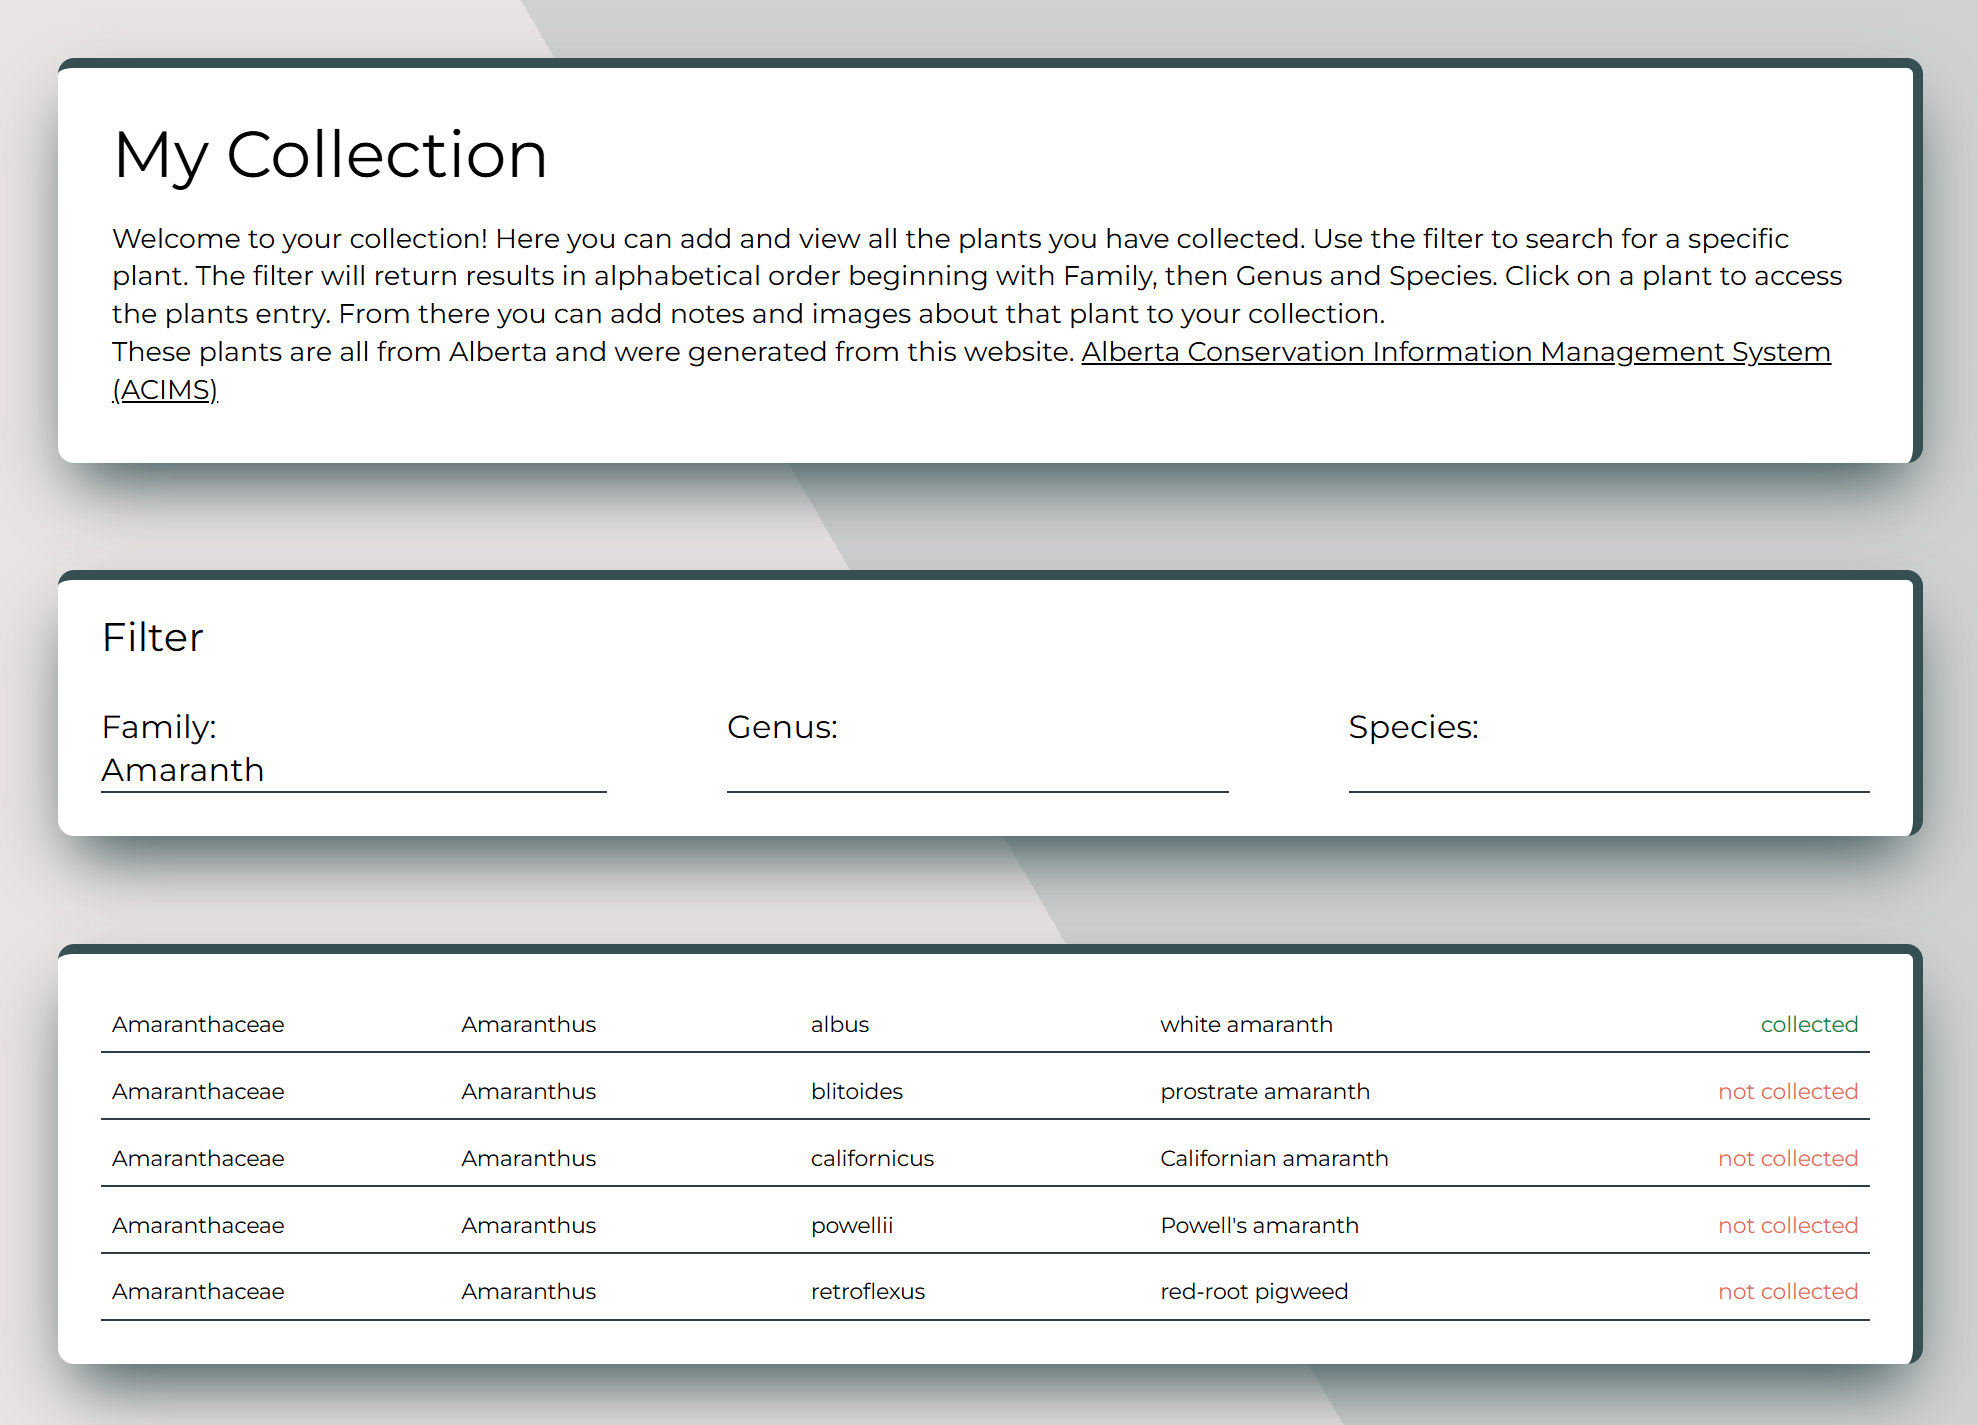 My Collection
Welcome to your collection! Here you can add and view all the plants you have collected. Use the filter to search for a specific
plant. The filter will return results in alphabetical order beginning with Family, then Genus and Species. Click on a plant to access
the plants entry. From there you can add notes and images about that plant to your collection.
These plants are all from Alberta and were generated from this website. Alberta Conservation Information Management System
(ACIMS)
Filter
Family: Genus: Species:
Amaranth
Amaranthaceae Amaranthus albus white amaranth collected
Amaranthaceae Amaranthus blitoides prostrate amaranth not collected
Amaranthaceae Amaranthus californicus Californian amaranth not collected
Amaranthaceae Amaranthus powellii Powell's amaranth not collected
Amaranthaceae Amaranthus retroflexus red-root pigweed not collected